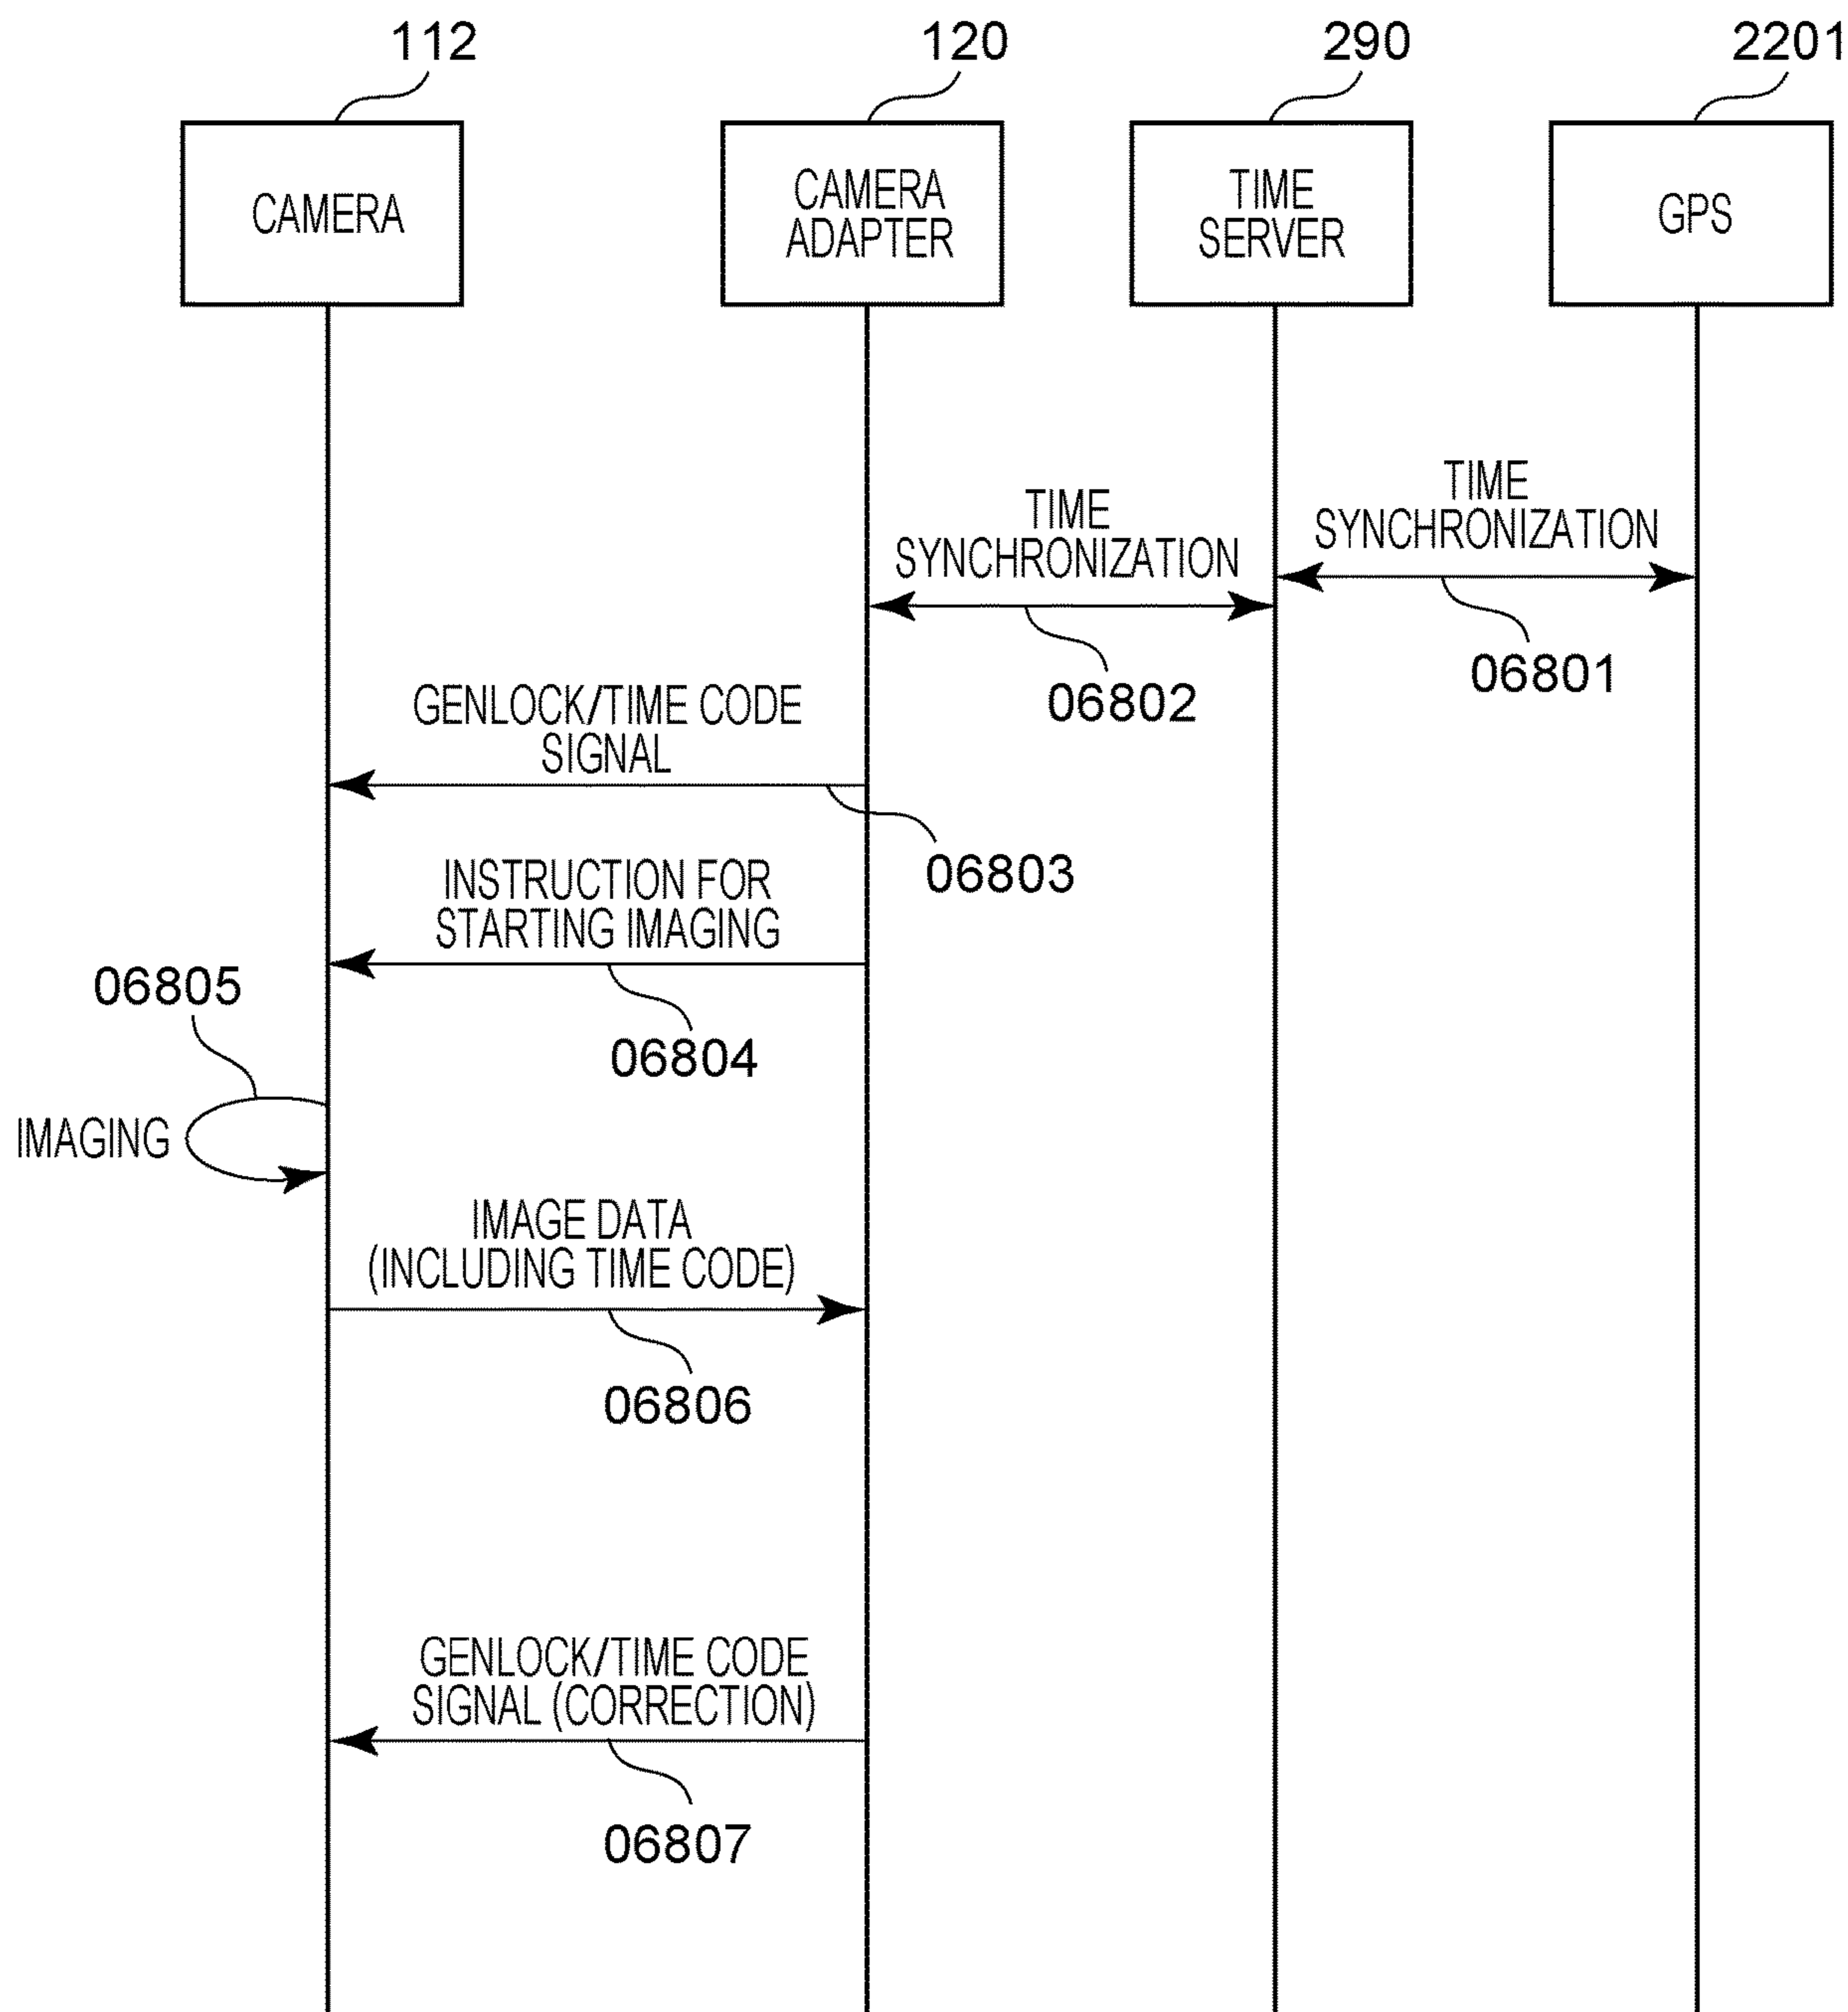 112
120
290
2201
CAMERA
CAMERA
ADAPTER
TIME
SERVER
GPS
TIME
SYNCHRONIZATION
06801
TIME
SYNCHRONIZATION
06802
GENLOCK/TIME CODE
SIGNAL
06803
INSTRUCTION FOR
STARTING IMAGING
06804
06805
IMAGING
IMAGE DATA
(INCLUDING TIME CODE)
06806
GENLOCK/TIME CODE
SIGNAL (CORRECTION)
06807